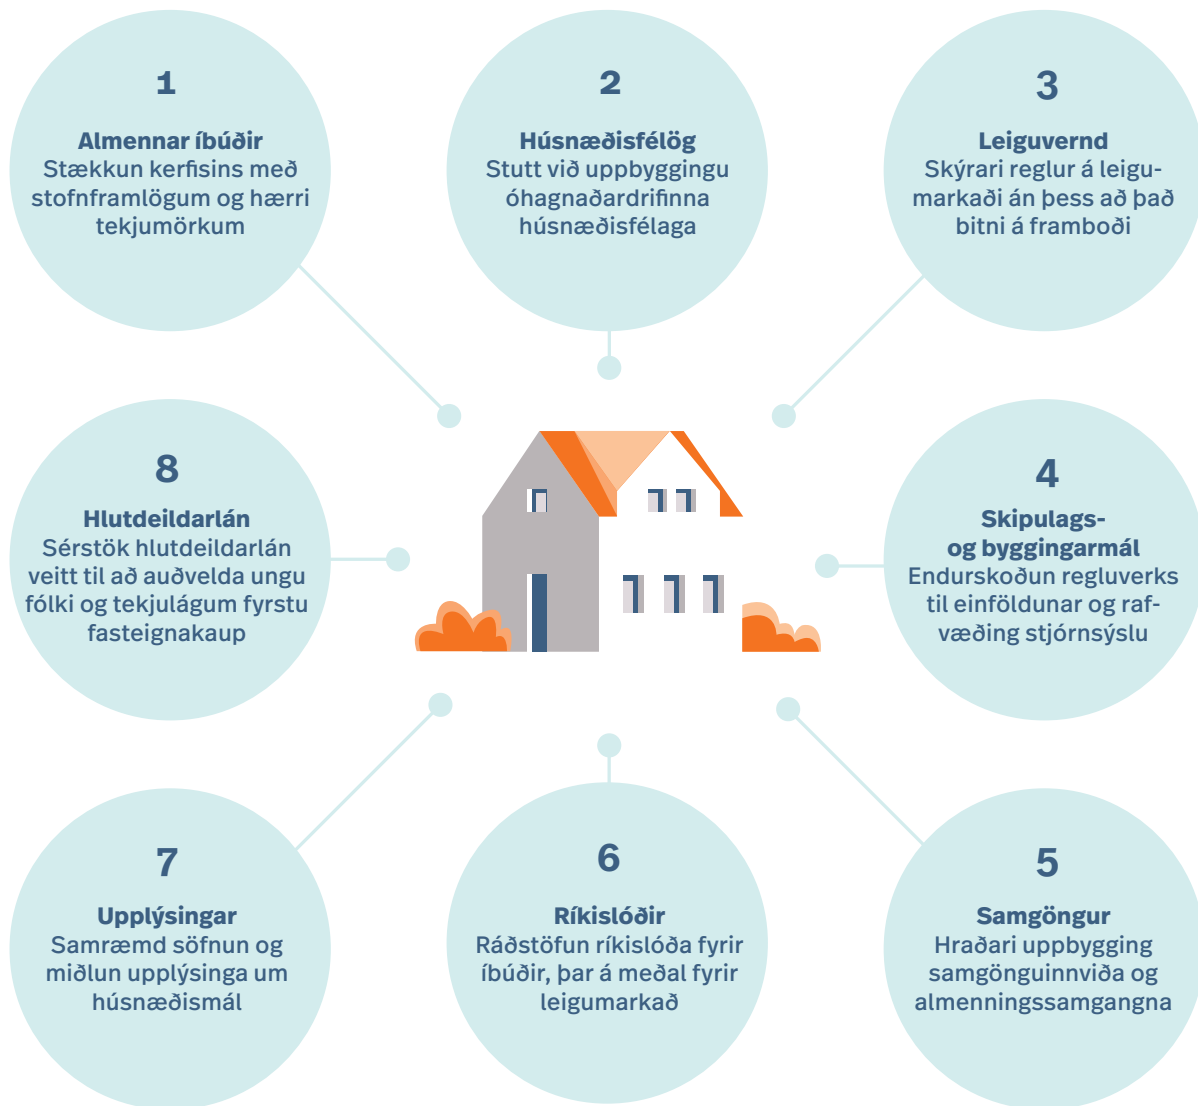 1
Almennar íbúðir
Stækkun kerfisins með
stofnframlögum og hærri
tekjumörkum
2
Húsnæðisfélög
Stutt við uppbyggingu
óhagnaðardrifinna
húsnæðisfélaga
3
Leiguvernd
Skýrari reglur á leigu-
markaði án þess að það
bitni á framboði
4
Skipulags-
og byggingarmál
Endurskoðun regluverks
til einföldunar og raf-
væðing stjórnsýslu
5
Samgöngur
Hraðari uppbygging
samgönguinnviða og
almenningssamgangna
6
Ríkislóðir
Ráðstöfun ríkislóða fyrir
íbúðir, þar á meðal fyrir
leigumarkað
7
Upplýsingar
Samræmd söfnun og
miðlun upplýsinga um
húsnæðismál
8
Hlutdeildarlán
Sérstök hlutdeildarlán
veitt til að auðvelda ungu
fólki og tekjulágum fyrstu
fasteignakaup